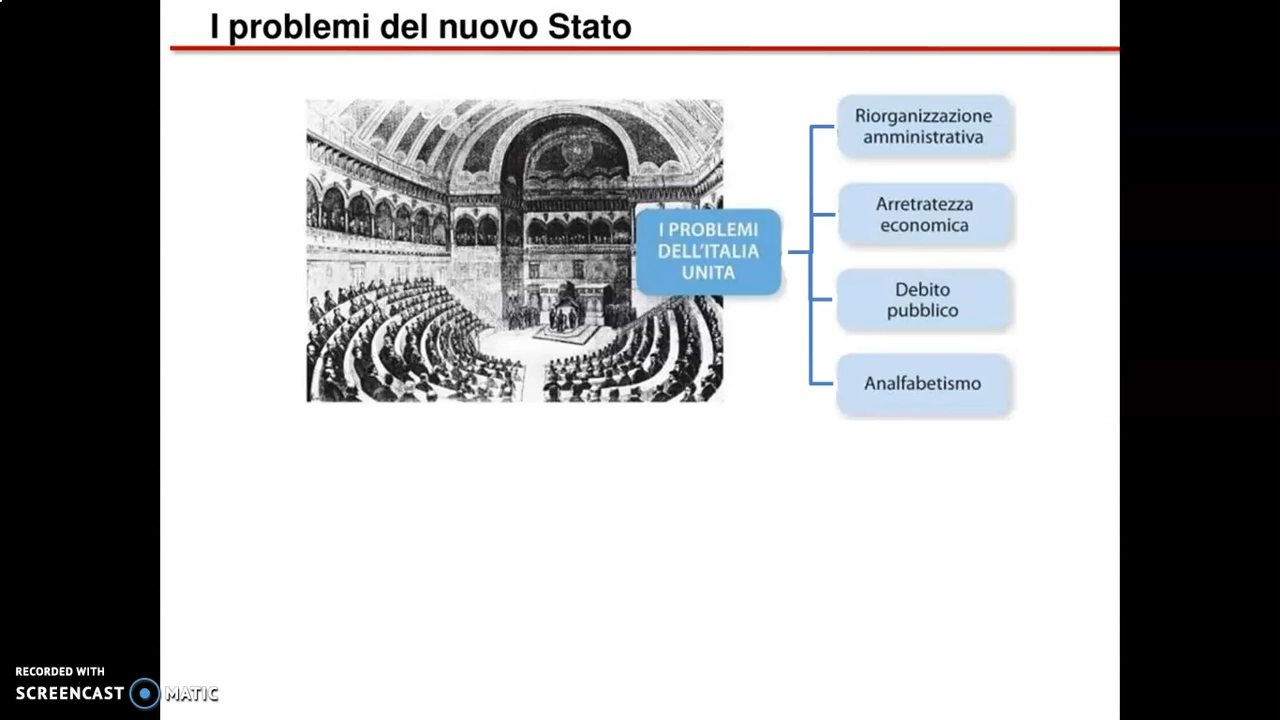 I problemi del nuovo Stato
I PROBLEMI
DELL'ITALIA
UNITA
Riorganizzazione
amministrativa
Arretratezza
economica
Debito
pubblico
Analfabetismo
RECORDED WITH
SCREENCAST MATIC